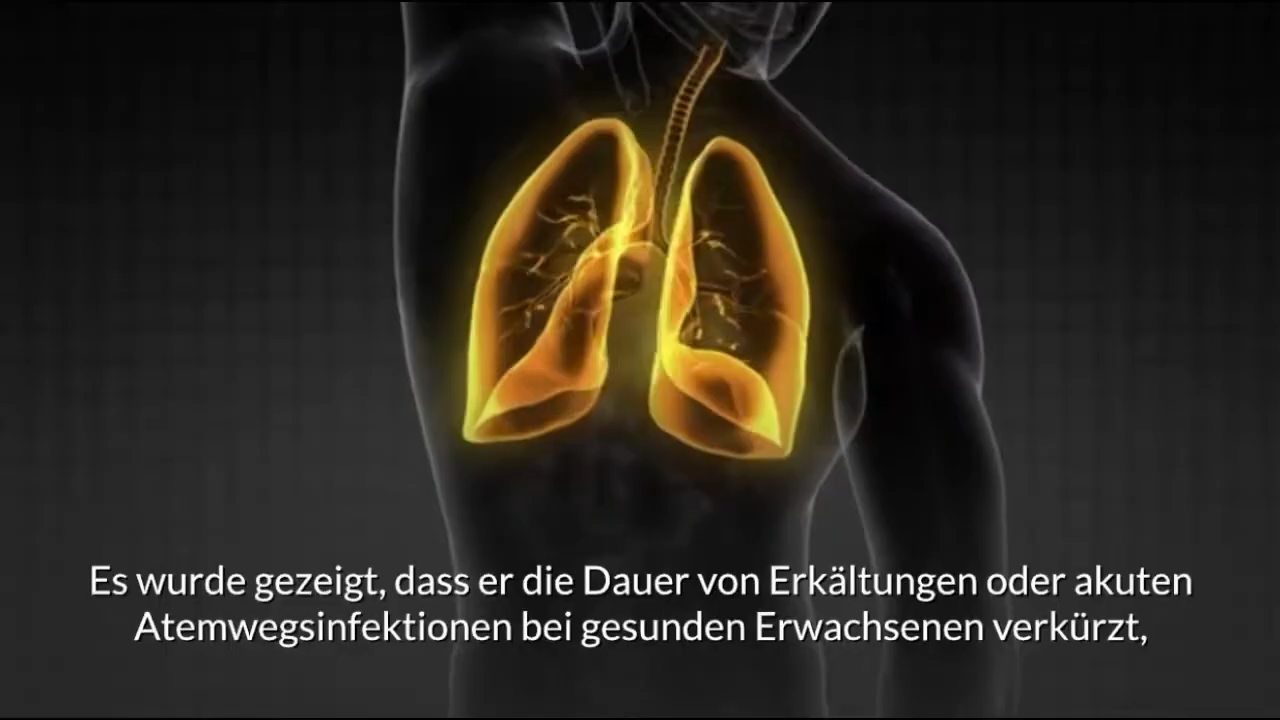 Es wurde gezeigt, dass er die Dauer von Erkältungen oder akuten
Atemwegsinfektionen bei gesunden Erwachsenen verkürzt,